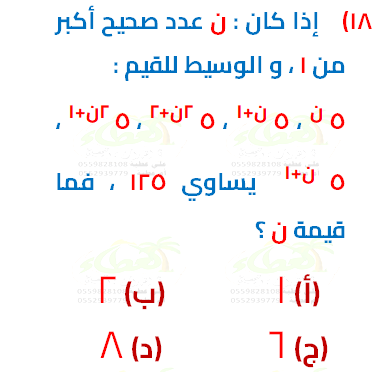 ١٨) إذا كان : ن عدد صحيح أكبر
من ١ ، و الوسيط للقيم :
٥ ^ن ، ٥ ^ن+١ ، ٥ ^٢ن+٢ ، ٥ ^٢ن+١ ،
٥ ^ن+١ يساوي ١٢٥ ، فما
قيمة ن ؟
(أ) ١ (ب) ٢
(ج) ٦ (د) ٨